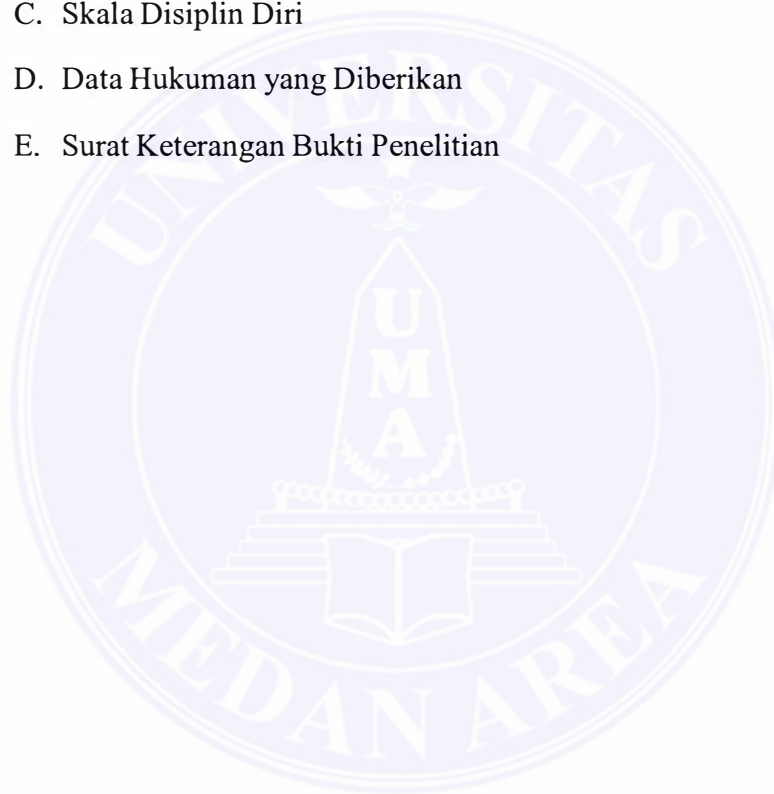 C. Skala Disiplin Diri
D. Data Hukuman yang Diberikan
E. Surat Keterangan Bukti Penelitian
UNIVERSITAS
U
M
A
MEDAN AREA